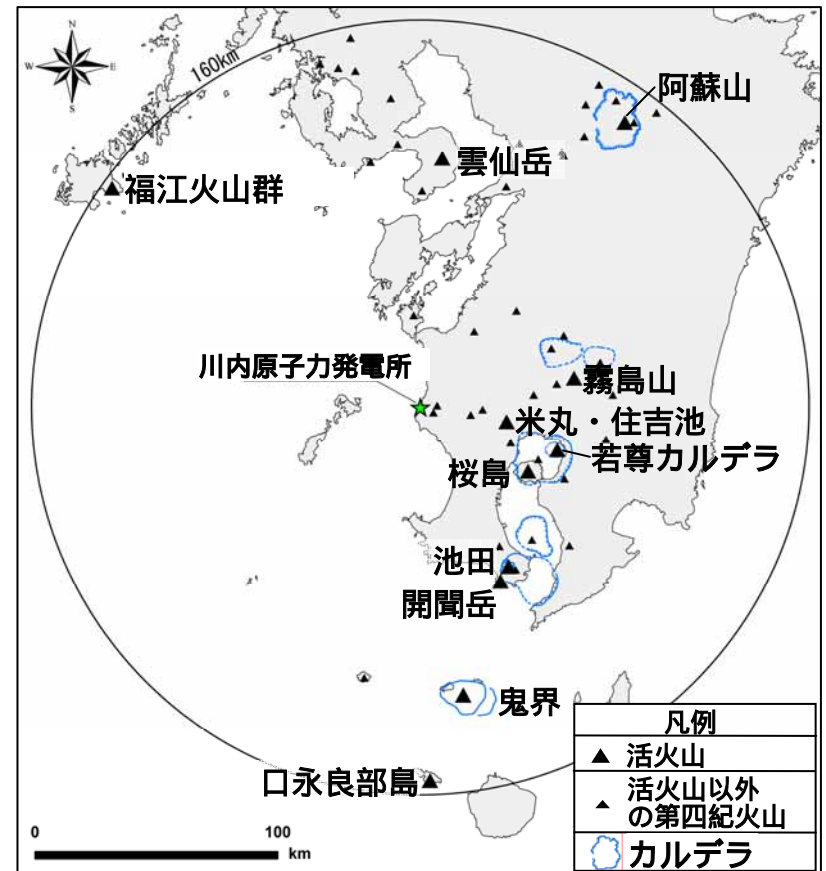 N
W
E
S
160km
阿蘇山
雲仙岳
福江火山群
川内原子力発電所
霧島山
米丸・住吉池
若尊カルデラ
桜島
池田
開聞岳
鬼界
口永良部島
凡例
活火山
活火山以外
の第四紀火山
カルデラ
0
100
km